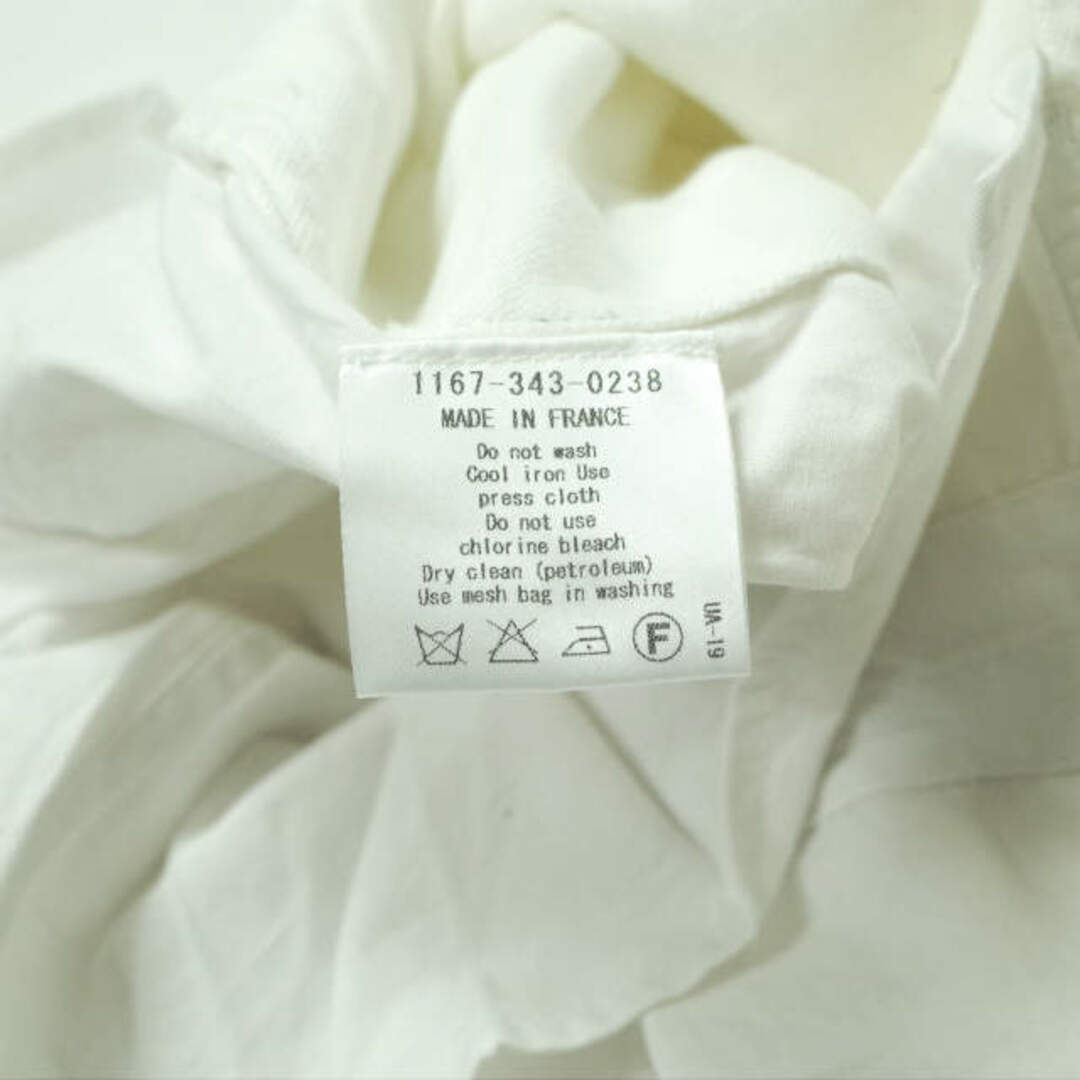 1167-343-0238
MADE IN FRANCE
Do not wash
Cool iron Use
press cloth
Do not use
chlorine bleach
Dry clean (petroleum)
Use mesh bag in washing
F
UA-19